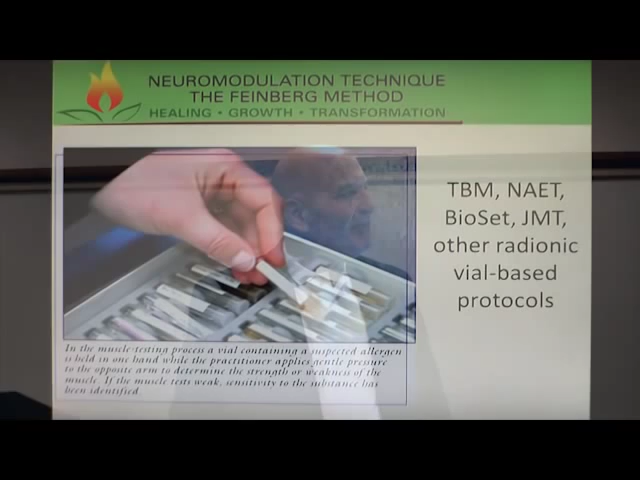 NEUROMODULATION TECHNIQUE
THE FEINBERG METHOD
HEALING • GROWTH • TRANSFORMATION
TBM, NAET,
BioSet, JMT,
other radionic
vial-based
protocols
In the muscle-testing process a vial containing a suspected allergen
is held in one hand while the practitioner applies gentle pressure
to the opposite arm to determine the strength or weakness of the
muscle. If the muscle tests weak, sensitivity to the substance has
been identified